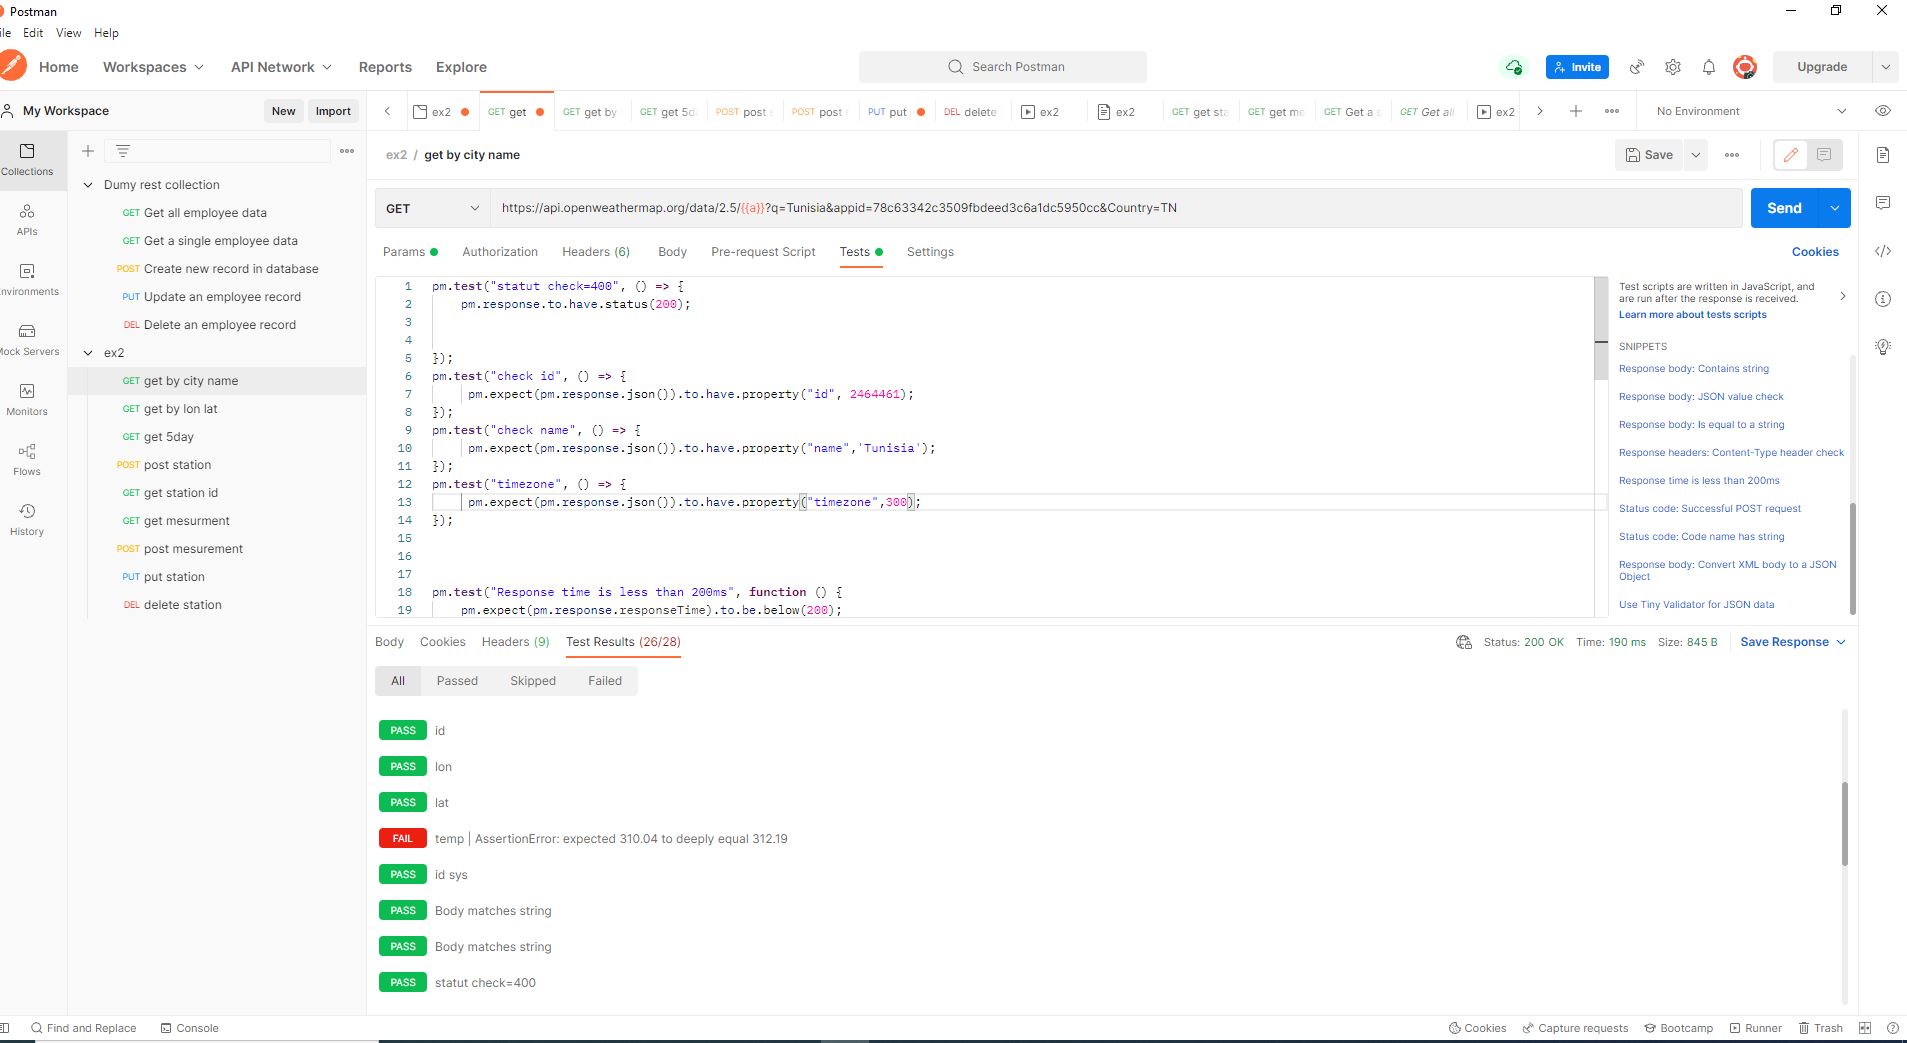 Postman
ile Edit View Help
Home Workspaces API Network Reports Explore
Search Postman
Invite
Upgrade
My Workspace
New Import
ex2
GET get
GET get by
GET get 5d
POST post
POST post
PUT put
DEL delete
ex2
ex2
GET get sta
GET get me
GET Get a s
GET Get all
ex2
No Environment
Collections
APIs
nvironments
Mock Servers
Monitors
Flows
History
Dumy rest collection
GET Get all employee data
GET Get a single employee data
POST Create new record in database
PUT Update an employee record
DEL Delete an employee record
ex2
GET get by city name
GET get by lon lat
GET get 5day
POST post station
GET get station id
GET get mesurment
POST post mesurement
PUT put station
DEL delete station
ex2 / get by city name
Save
GET
https://api.openweathermap.org/data/2.5/{{a}}?q=Tunisia&appid=78c63342c3509fbdeed3c6a1dc5950cc&Country=TN
Send
Params Authorization Headers (6) Body Pre-request Script Tests Settings
Cookies
1 pm.test("statut check=400", () => {
2 pm.response.to.have.status(200);
3
4
5 });
6 pm.test("check id", () => {
7 pm.expect(pm.response.json()).to.have.property("id", 2464461);
8 });
9 pm.test("check name", () => {
10 pm.expect(pm.response.json()).to.have.property("name",'Tunisia');
11 });
12 pm.test("timezone", () => {
13 pm.expect(pm.response.json()).to.have.property("timezone",300);
14 });
15
16
17
18 pm.test("Response time is less than 200ms", function () {
19 pm.expect(pm.response.responseTime).to.be.below(200);
Test scripts are written in JavaScript, and
are run after the response is received.
Learn more about tests scripts
SNIPPETS
Response body: Contains string
Response body: JSON value check
Response body: Is equal to a string
Response headers: Content-Type header check
Response time is less than 200ms
Status code: Successful POST request
Status code: Code name has string
Response body: Convert XML body to a JSON
Object
Use Tiny Validator for JSON data
Body Cookies Headers (9) Test Results (26/28)
Status: 200 OK Time: 190 ms Size: 845 B
Save Response
All Passed Skipped Failed
PASS id
PASS lon
PASS lat
FAIL temp | AssertionError: expected 310.04 to deeply equal 312.19
PASS id sys
PASS Body matches string
PASS Body matches string
PASS statut check=400
Find and Replace Console
Cookies Capture requests Bootcamp Runner Trash